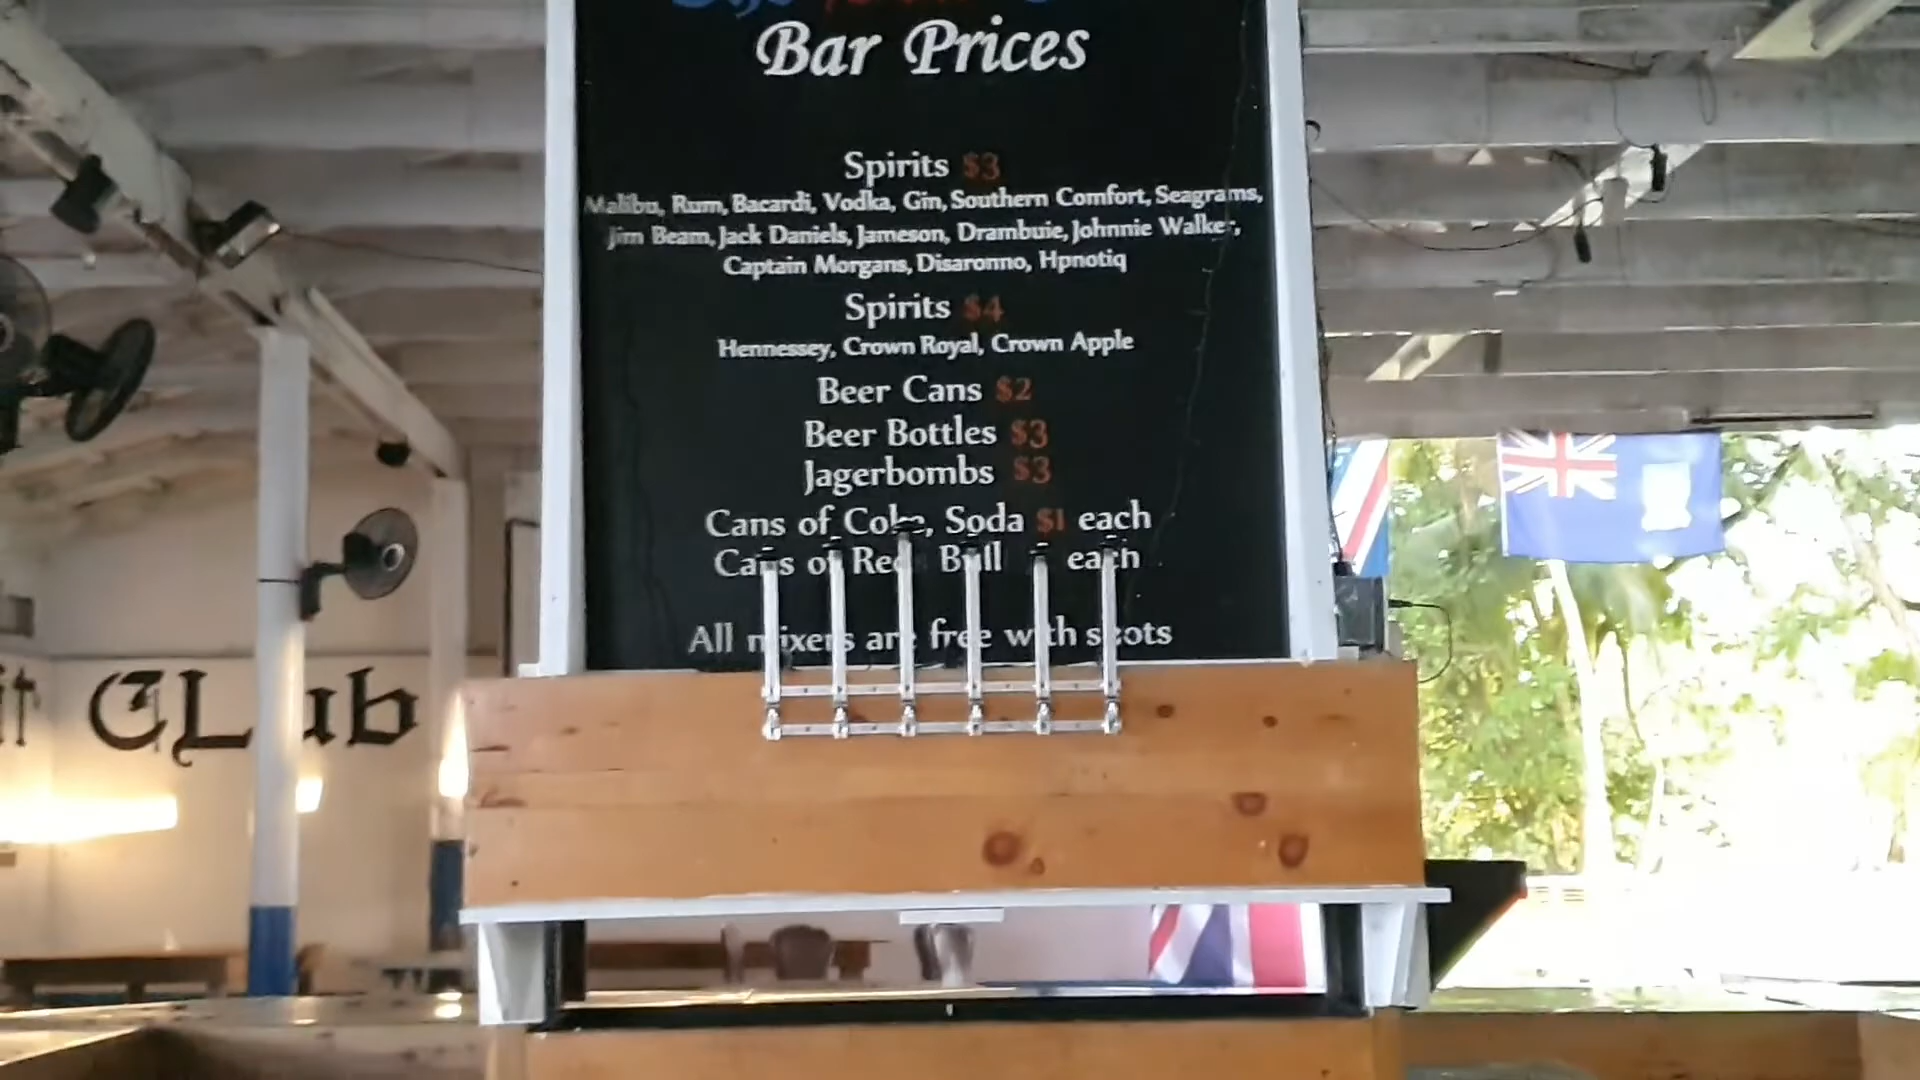 Bar Prices
Spirits $3
Malibu, Rum, Bacardi, Vodka, Gin, Southern Comfort, Seagrams,
Jim Beam, Jack Daniels, Jameson, Drambuie, Johnnie Walker,
Captain Morgans, Disaronno, Hpnotiq
Spirits $4
Hennessey, Crown Royal, Crown Apple
Beer Cans $2
Beer Bottles $3
Jagerbombs $3
Cans of Coke, Soda $1 each
Cans of Red Bull each
All mixers are free with shots
CLub